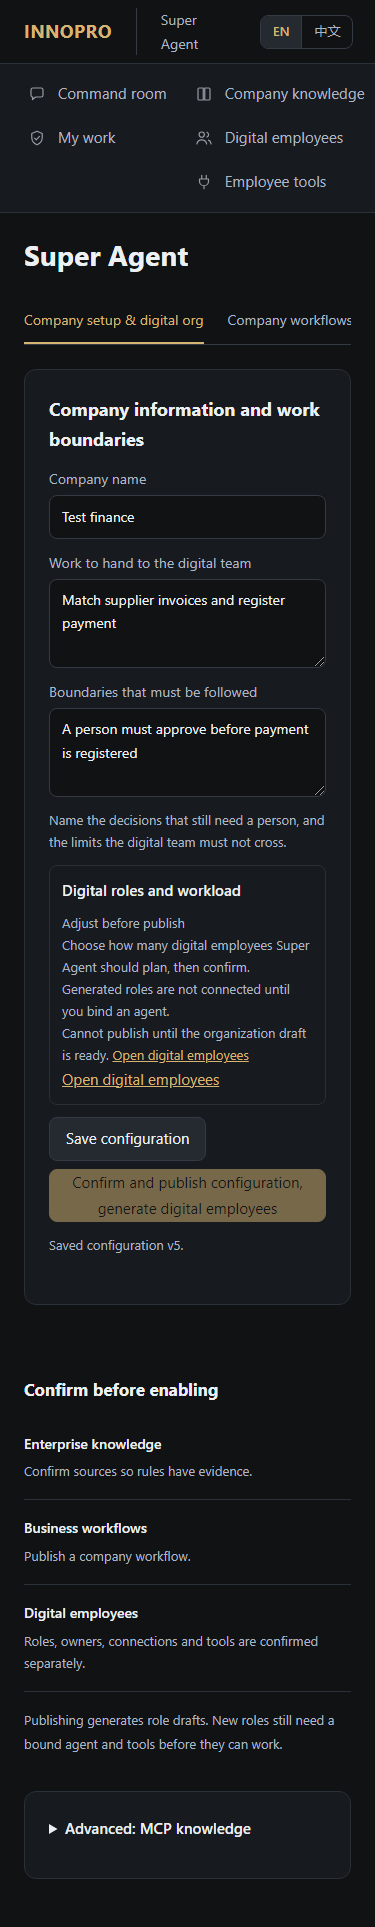 INNOPRO
Super
Agent
EN
中文
Command room
Company knowledge
My work
Digital employees
Employee tools
Super Agent
Company setup & digital org
Company workflows
Company information and work
boundaries
Company name
Test finance
Work to hand to the digital team
Match supplier invoices and register
payment
Boundaries that must be followed
A person must approve before payment
is registered
Name the decisions that still need a person, and
the limits the digital team must not cross.
Digital roles and workload
Adjust before publish
Choose how many digital employees Super
Agent should plan, then confirm.
Generated roles are not connected until
you bind an agent.
Cannot publish until the organization draft
is ready. Open digital employees
Open digital employees
Save configuration
Confirm and publish configuration,
generate digital employees
Saved configuration v5.
Confirm before enabling
Enterprise knowledge
Confirm sources so rules have evidence.
Business workflows
Publish a company workflow.
Digital employees
Roles, owners, connections and tools are confirmed
separately.
Publishing generates role drafts. New roles still need a
bound agent and tools before they can work.
Advanced: MCP knowledge